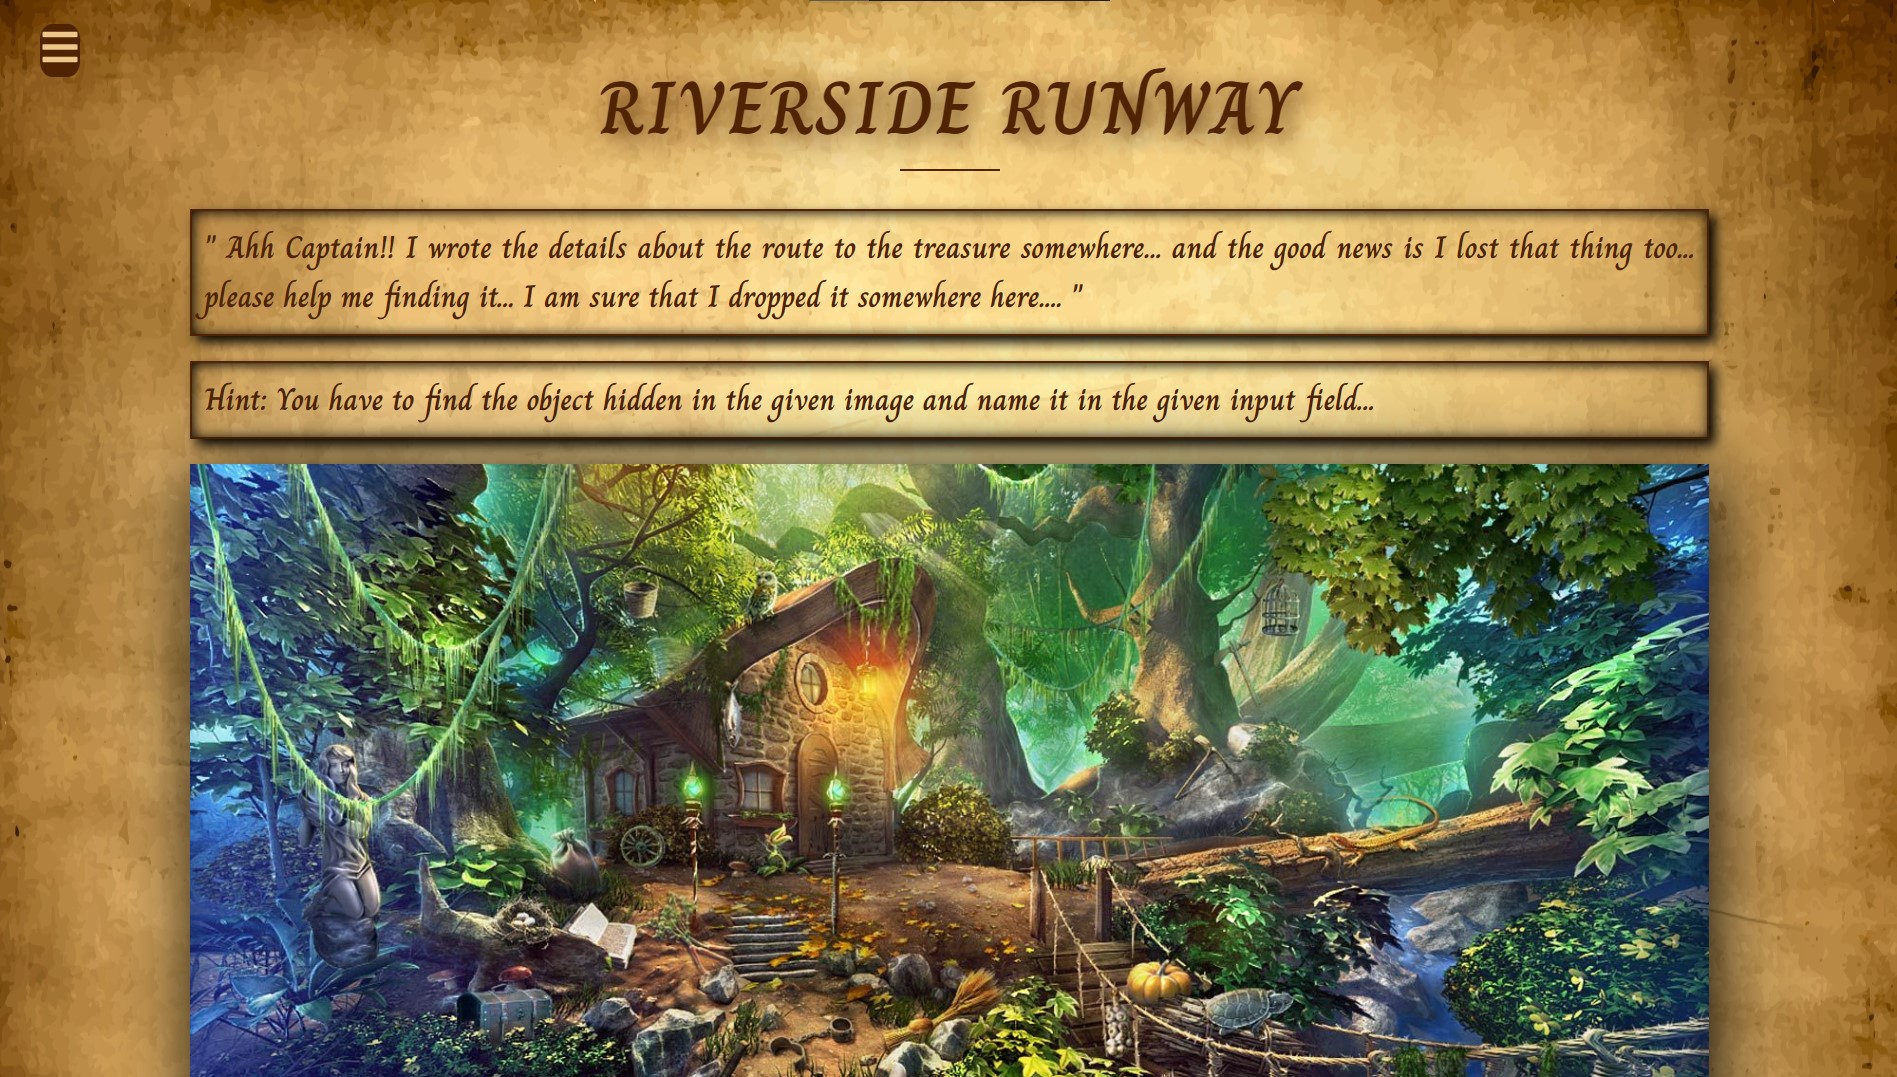 RIVERSIDE RUNWAY
" Ahh Captain!! I wrote the details about the route to the treasure somewhere... and the good news is I lost that thing too...
please help me finding it... I am sure that I dropped it somewhere here.... "
Hint: You have to find the object hidden in the given image and name it in the given input field...